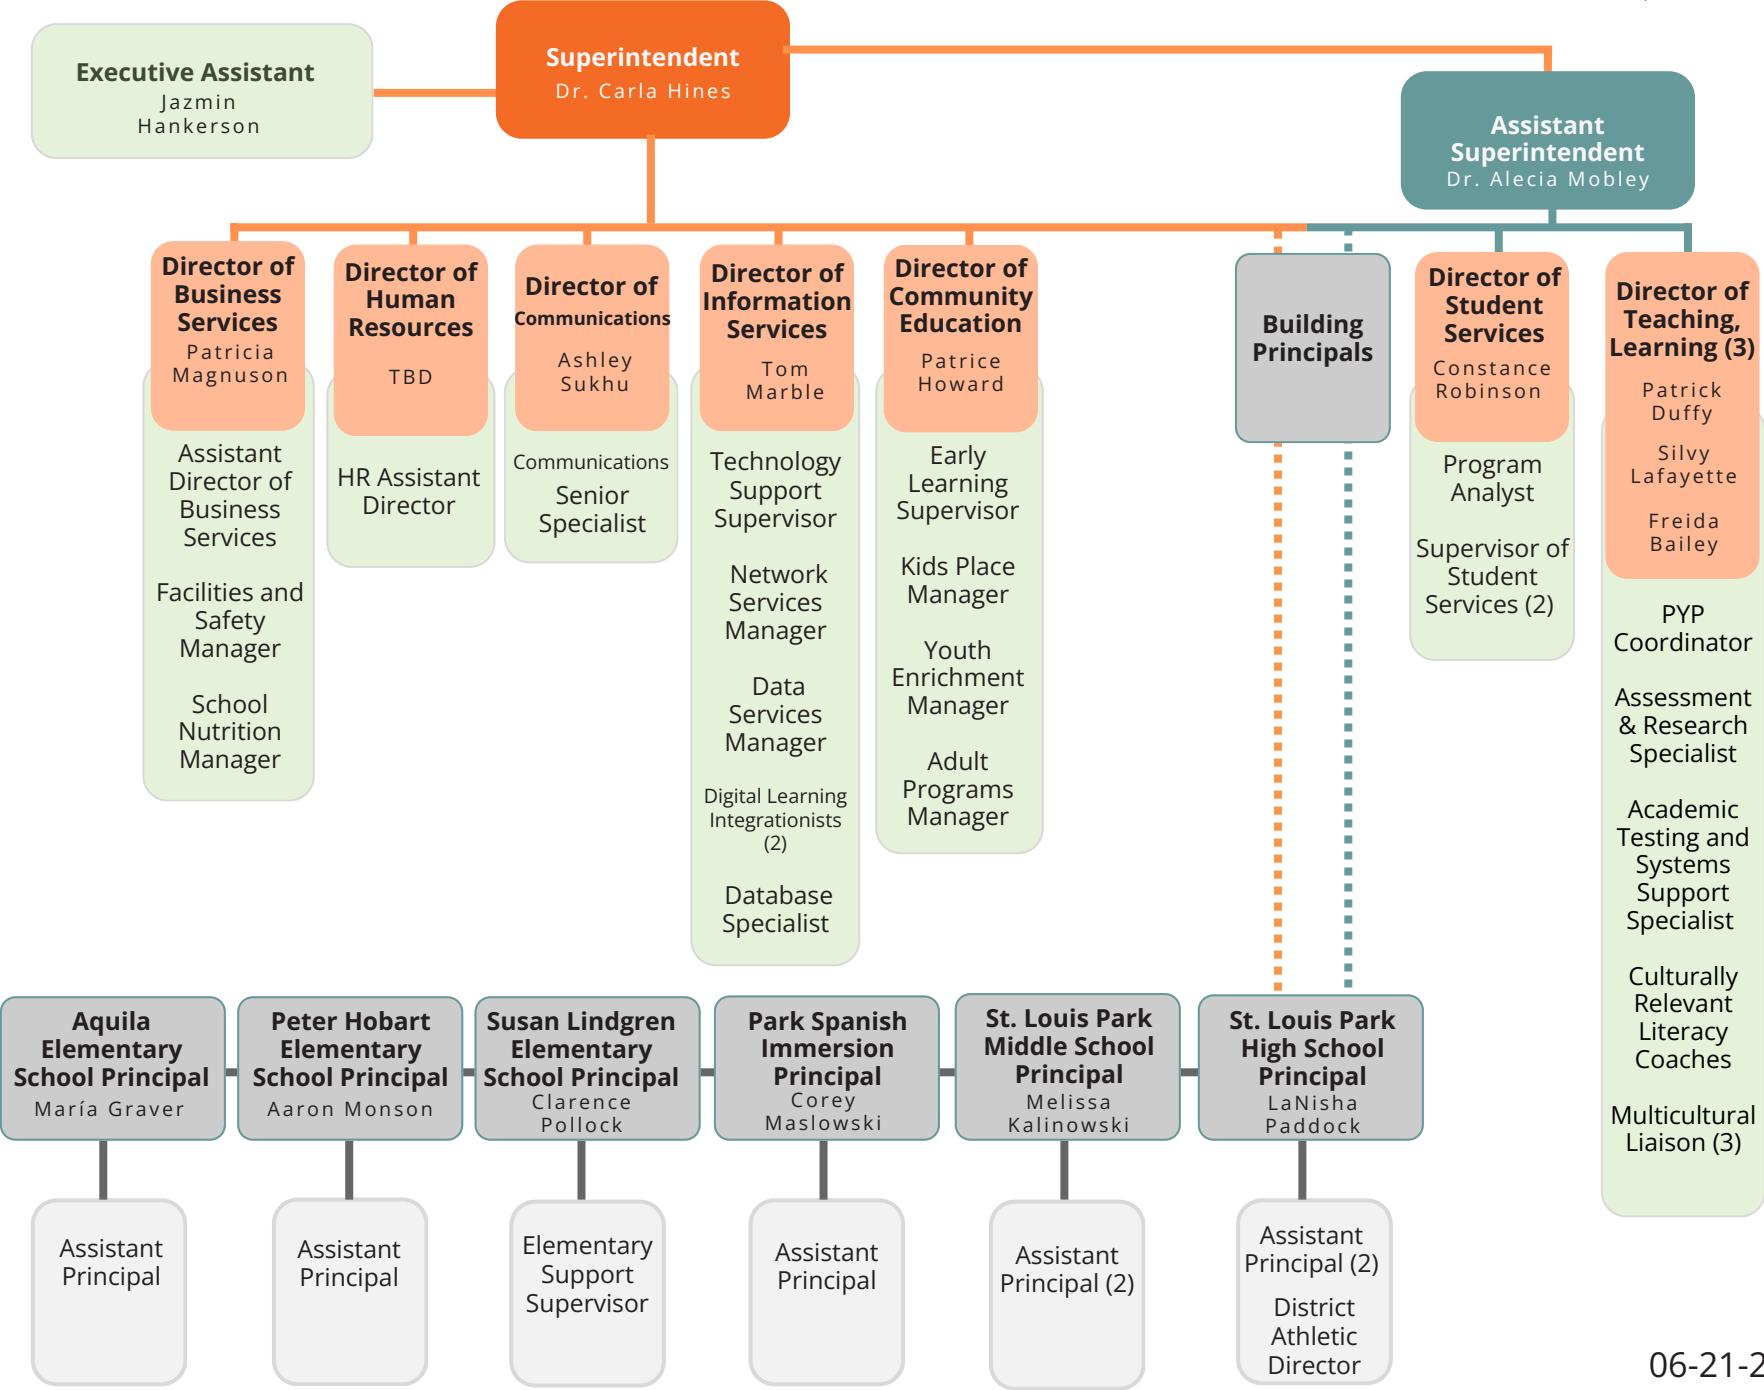 Executive Assistant
Jazmin
Hankerson
Superintendent
Dr. Carla Hines
Assistant
Superintendent
Dr. Alecia Mobley
Director of
Business
Services
Patricia
Magnuson
Assistant
Director of
Business
Services
Facilities and
Safety
Manager
School
Nutrition
Manager
Director of
Human
Resources
TBD
HR Assistant
Director
Director of
Communications
Ashley
Sukhu
Communications
Senior
Specialist
Director of
Information
Services
Tom
Marble
Technology
Support
Supervisor
Network
Services
Manager
Data
Services
Manager
Digital Learning
Integrationists
(2)
Database
Specialist
Director of
Community
Education
Patrice
Howard
Early
Learning
Supervisor
Kids Place
Manager
Youth
Enrichment
Manager
Adult
Programs
Manager
Building
Principals
Director of
Student
Services
Constance
Robinson
Program
Analyst
Supervisor of
Student
Services (2)
Director of
Teaching,
Learning (3)
Patrick
Duffy
Silvy
Lafayette
Freida
Bailey
PYP
Coordinator
Assessment
& Research
Specialist
Academic
Testing and
Systems
Support
Specialist
Culturally
Relevant
Literacy
Coaches
Multicultural
Liaison (3)
Aquila
Elementary
School Principal
María Graver
Assistant
Principal
Peter Hobart
Elementary
School Principal
Aaron Monson
Assistant
Principal
Susan Lindgren
Elementary
School Principal
Clarence
Pollock
Elementary
Support
Supervisor
Park Spanish
Immersion
Principal
Corey
Maslowski
Assistant
Principal
St. Louis Park
Middle School
Principal
Melissa
Kalinowski
Assistant
Principal (2)
St. Louis Park
High School
Principal
LaNisha
Paddock
Assistant
Principal (2)
District
Athletic
Director
06-21-2